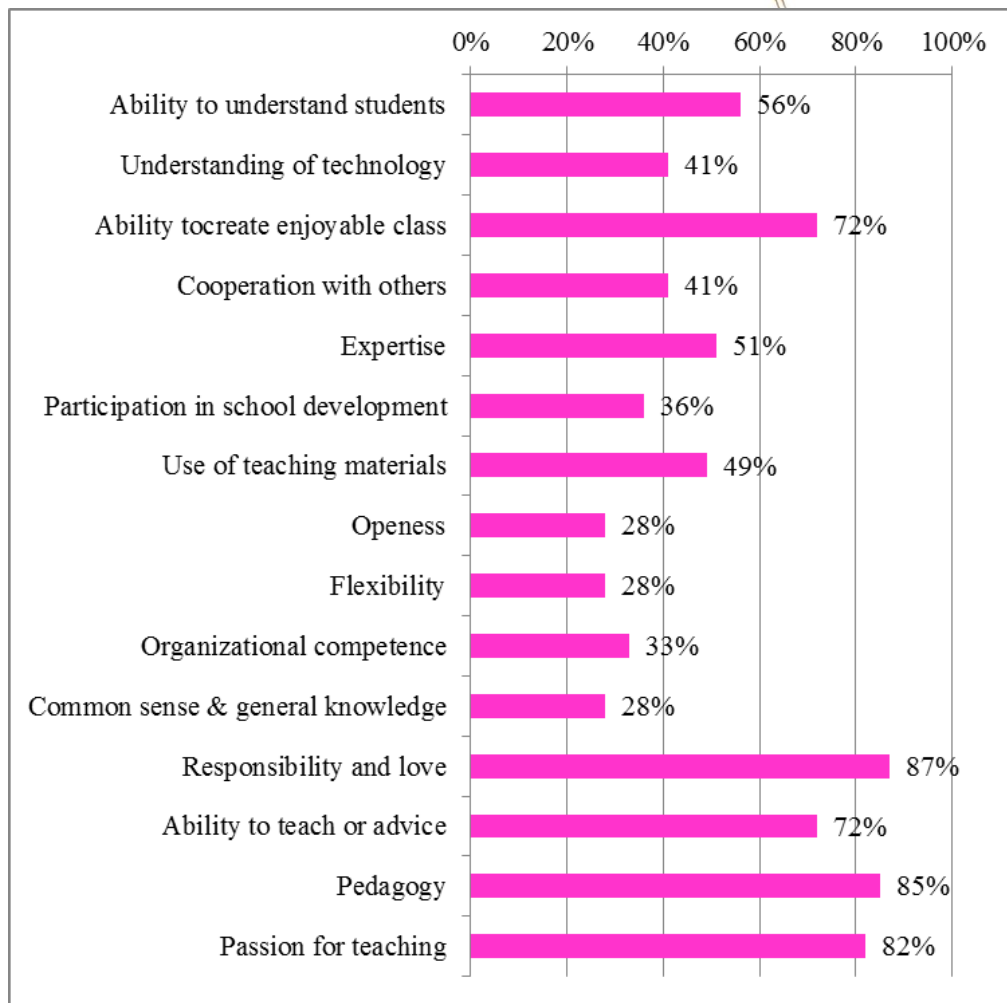 0% 20% 40% 60% 80% 100%
Ability to understand students 56%
Understanding of technology 41%
Ability tocreate enjoyable class 72%
Cooperation with others 41%
Expertise 51%
Participation in school development 36%
Use of teaching materials 49%
Openess 28%
Flexibility 28%
Organizational competence 33%
Common sense & general knowledge 28%
Responsibility and love 87%
Ability to teach or advice 72%
Pedagogy 85%
Passion for teaching 82%